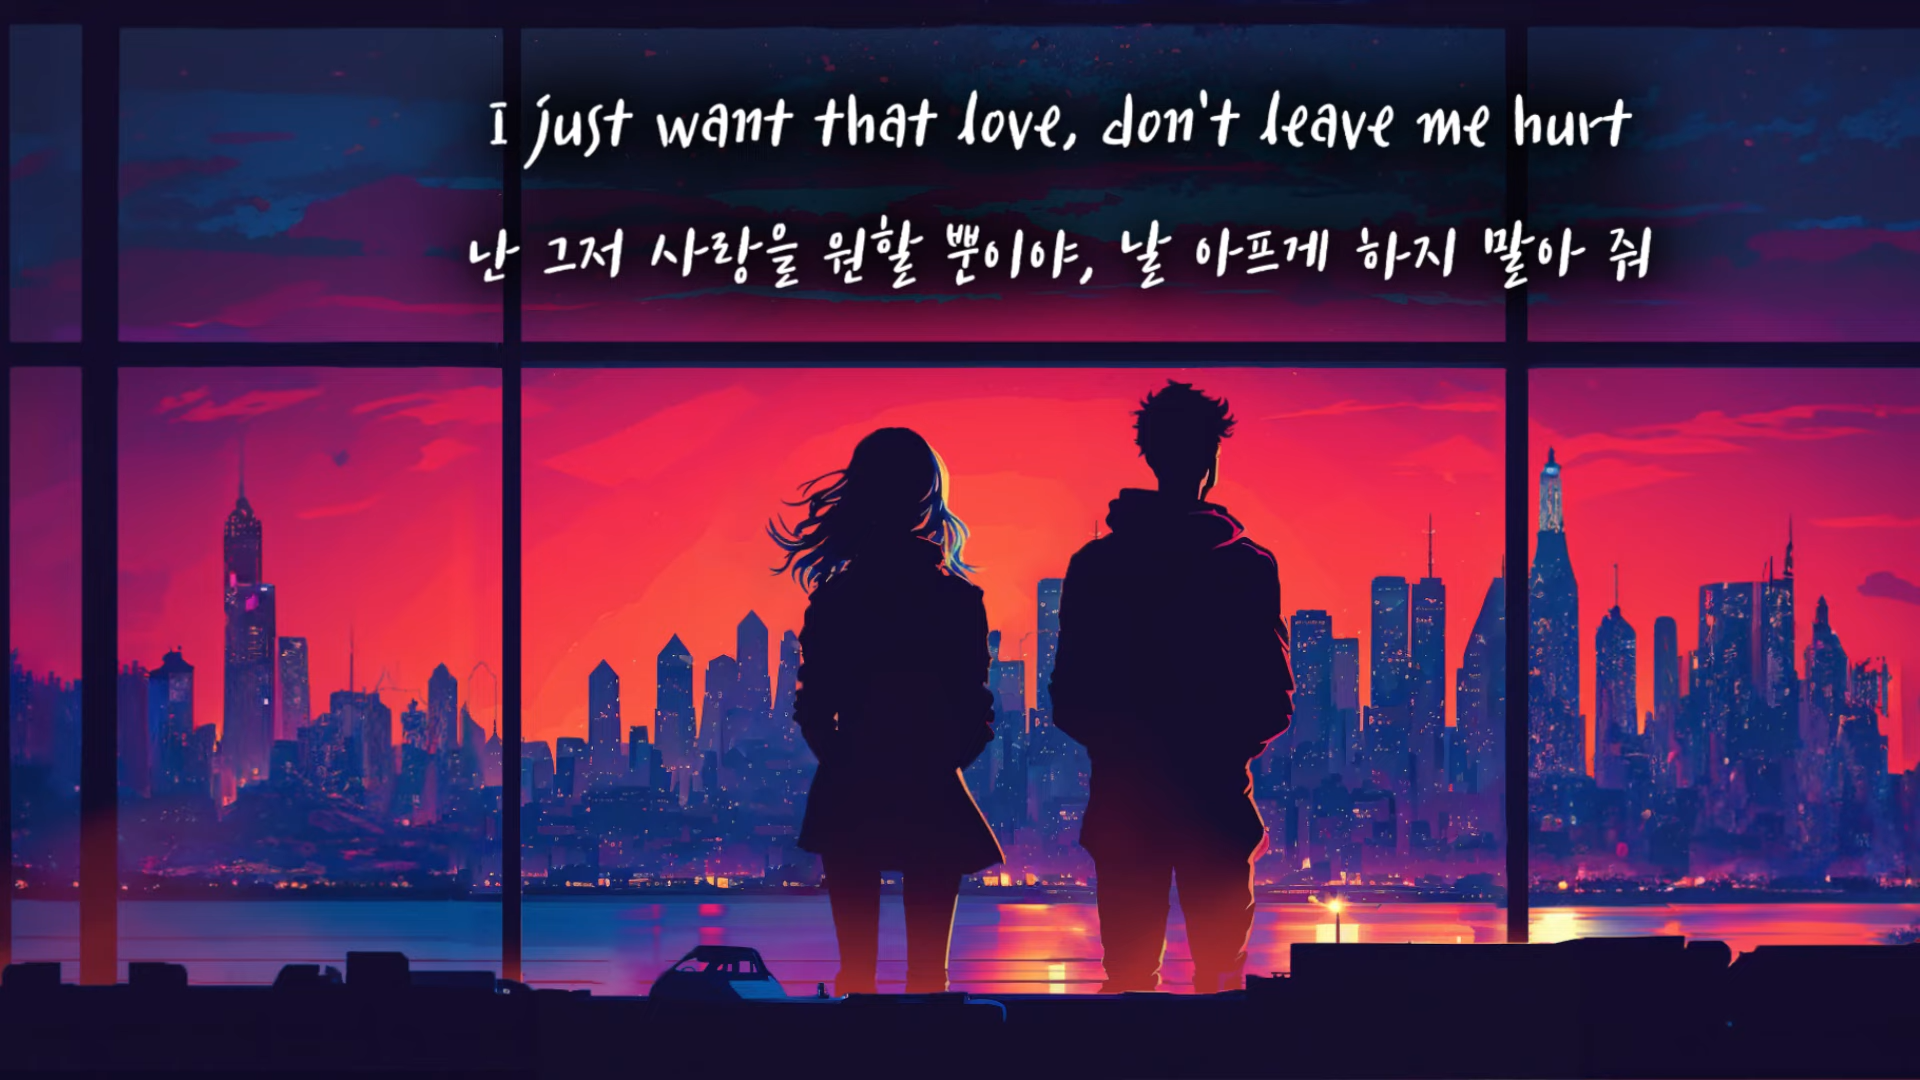 I just want that love, don't leave me hurt
난 그저 사랑을 원할 뿐이야, 날 아프게 하지 말아 줘